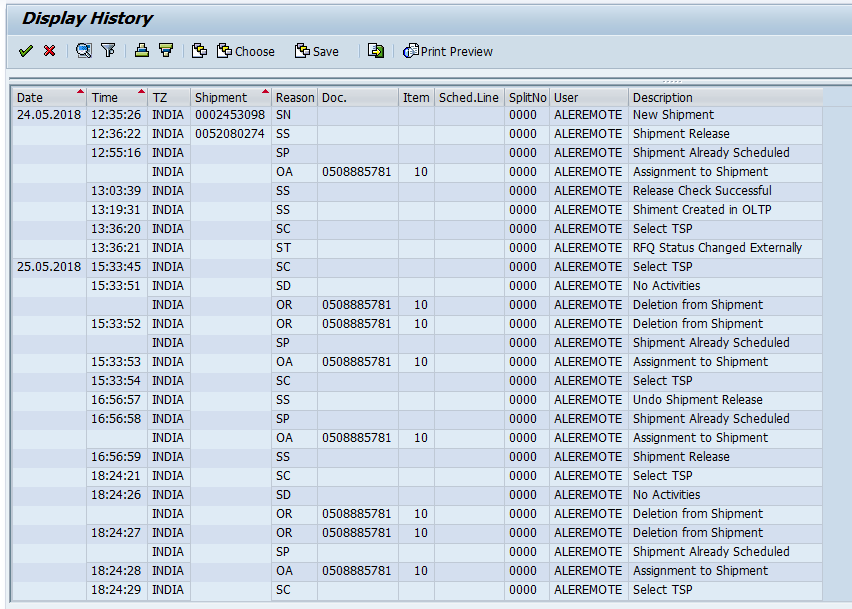 Display History
Choose Save Print Preview
Date Time TZ Shipment Reason Doc. Item Sched.Line SplitNo User Description
24.05.2018 12:35:26 INDIA 0002453098 SN 0000 ALEREMOTE New Shipment
12:36:22 INDIA 0052080274 SS 0000 ALEREMOTE Shipment Release
12:55:16 INDIA SP 0000 ALEREMOTE Shipment Already Scheduled
INDIA OA 0508885781 10 0000 ALEREMOTE Assignment to Shipment
13:03:39 INDIA SS 0000 ALEREMOTE Release Check Successful
13:19:31 INDIA SS 0000 ALEREMOTE Shiment Created in OLTP
13:36:20 INDIA SC 0000 ALEREMOTE Select TSP
13:36:21 INDIA ST 0000 ALEREMOTE RFQ Status Changed Externally
25.05.2018 15:33:45 INDIA SC 0000 ALEREMOTE Select TSP
15:33:51 INDIA SD 0000 ALEREMOTE No Activities
INDIA OR 0508885781 10 0000 ALEREMOTE Deletion from Shipment
15:33:52 INDIA OR 0508885781 10 0000 ALEREMOTE Deletion from Shipment
INDIA SP 0000 ALEREMOTE Shipment Already Scheduled
15:33:53 INDIA OA 0508885781 10 0000 ALEREMOTE Assignment to Shipment
15:33:54 INDIA SC 0000 ALEREMOTE Select TSP
16:56:57 INDIA SS 0000 ALEREMOTE Undo Shipment Release
16:56:58 INDIA SP 0000 ALEREMOTE Shipment Already Scheduled
INDIA OA 0508885781 10 0000 ALEREMOTE Assignment to Shipment
16:56:59 INDIA SS 0000 ALEREMOTE Shipment Release
18:24:21 INDIA SC 0000 ALEREMOTE Select TSP
18:24:26 INDIA SD 0000 ALEREMOTE No Activities
INDIA OR 0508885781 10 0000 ALEREMOTE Deletion from Shipment
18:24:27 INDIA OR 0508885781 10 0000 ALEREMOTE Deletion from Shipment
INDIA SP 0000 ALEREMOTE Shipment Already Scheduled
18:24:28 INDIA OA 0508885781 10 0000 ALEREMOTE Assignment to Shipment
18:24:29 INDIA SC 0000 ALEREMOTE Select TSP